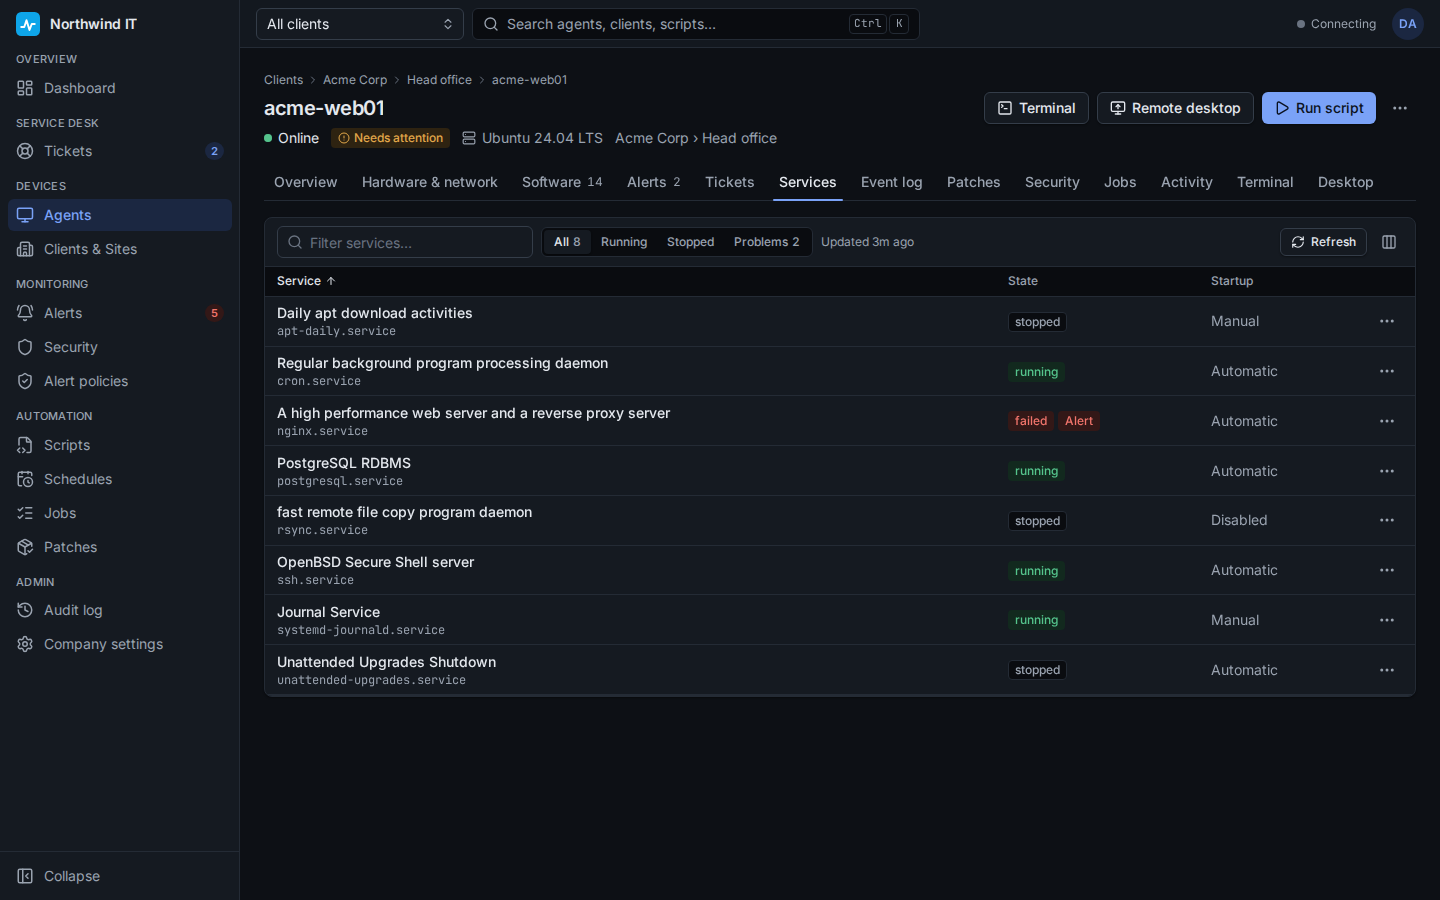 Northwind IT
All clients
Search agents, clients, scripts...
Ctrl K
Connecting
DA
OVERVIEW
Dashboard
SERVICE DESK
Tickets 2
DEVICES
Agents
Clients & Sites
MONITORING
Alerts 5
Security
Alert policies
AUTOMATION
Scripts
Schedules
Jobs
Patches
ADMIN
Audit log
Company settings
Collapse
Clients > Acme Corp > Head office > acme-web01
acme-web01
Terminal
Remote desktop
Run script
Online
Needs attention
Ubuntu 24.04 LTS
Acme Corp › Head office
Overview Hardware & network Software 14 Alerts 2 Tickets Services Event log Patches Security Jobs Activity Terminal Desktop
Filter services...
All 8 Running Stopped Problems 2
Updated 3m ago
Refresh
Service ↑ State Startup
Daily apt download activities
apt-daily.service
stopped Manual
Regular background program processing daemon
cron.service
running Automatic
A high performance web server and a reverse proxy server
nginx.service
failed Alert Automatic
PostgreSQL RDBMS
postgresql.service
running Automatic
fast remote file copy program daemon
rsync.service
stopped Disabled
OpenBSD Secure Shell server
ssh.service
running Automatic
Journal Service
systemd-journald.service
running Manual
Unattended Upgrades Shutdown
unattended-upgrades.service
stopped Automatic